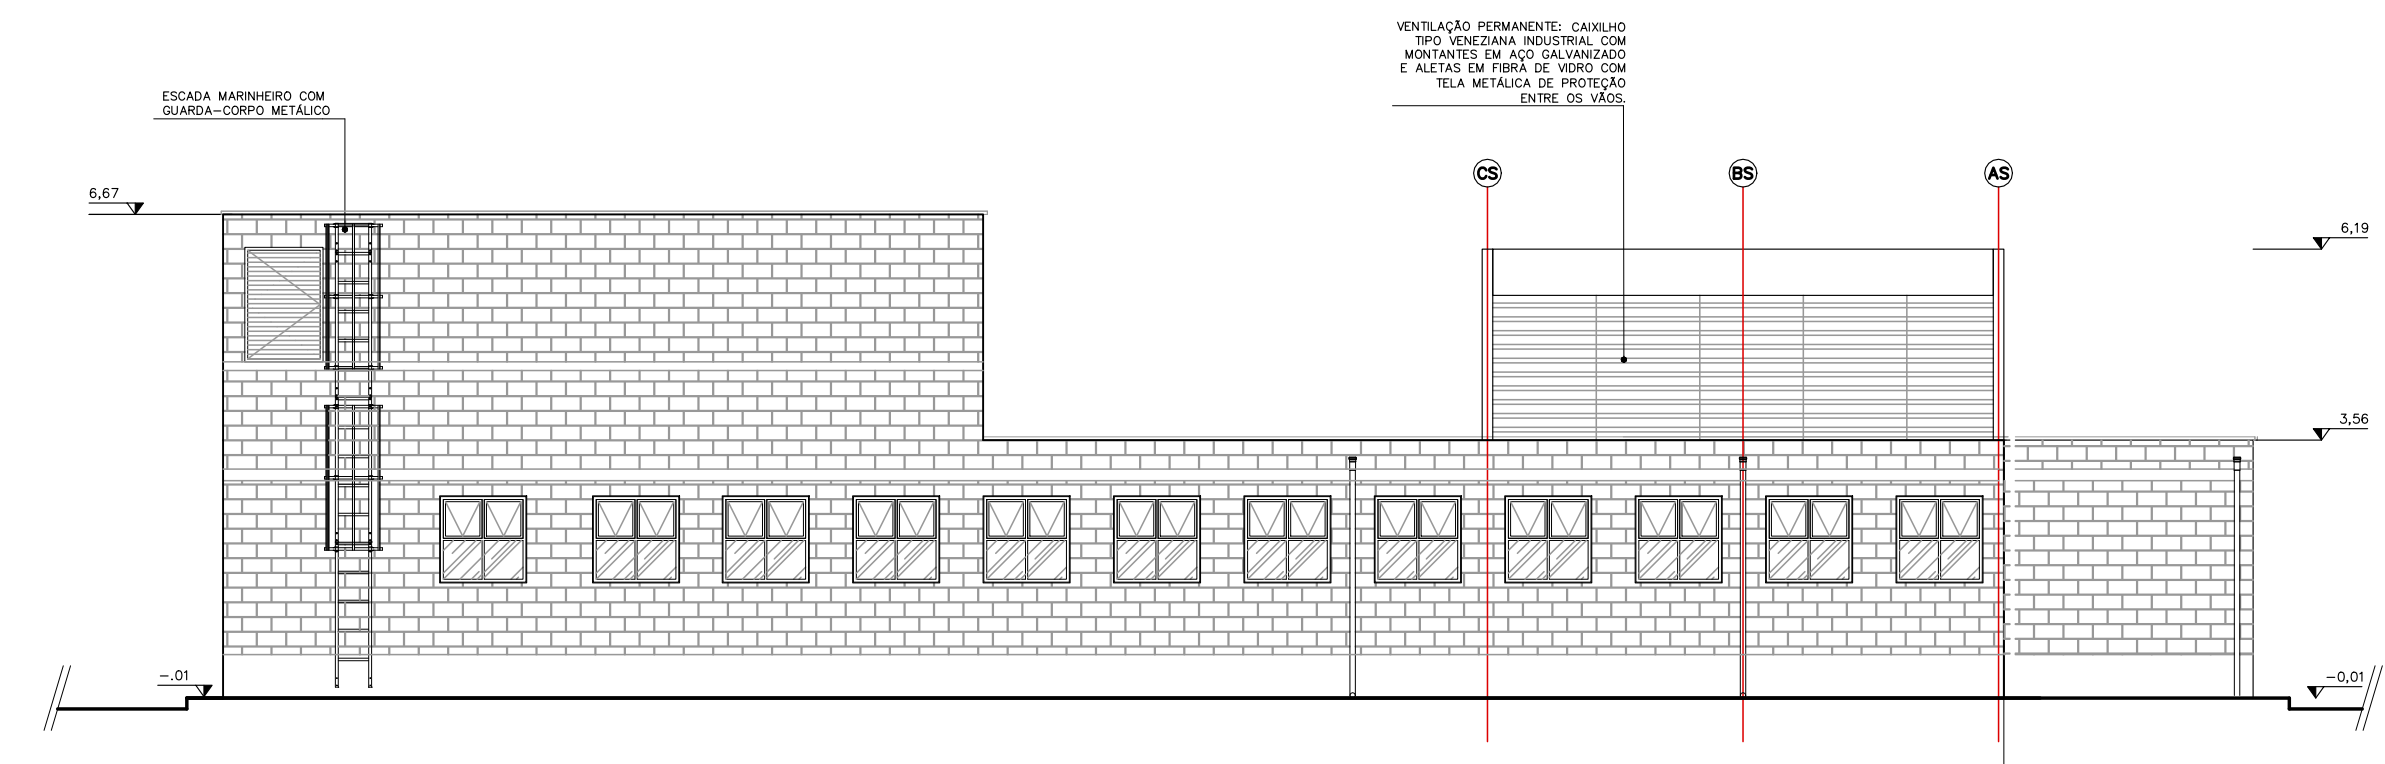 VENTILAÇÃO PERMANENTE: CAIXILHO
TIPO VENEZIANA INDUSTRIAL COM
MONTANTES EM AÇO GALVANIZADO
E ALETAS EM FIBRA DE VIDRO COM
TELA METÁLICA DE PROTEÇÃO
ENTRE OS VÃOS.
ESCADA MARINHEIRO COM
GUARDA-CORPO METÁLICO
CS
BS
AS
6,67
6,19
3,56
-.01
-0,01